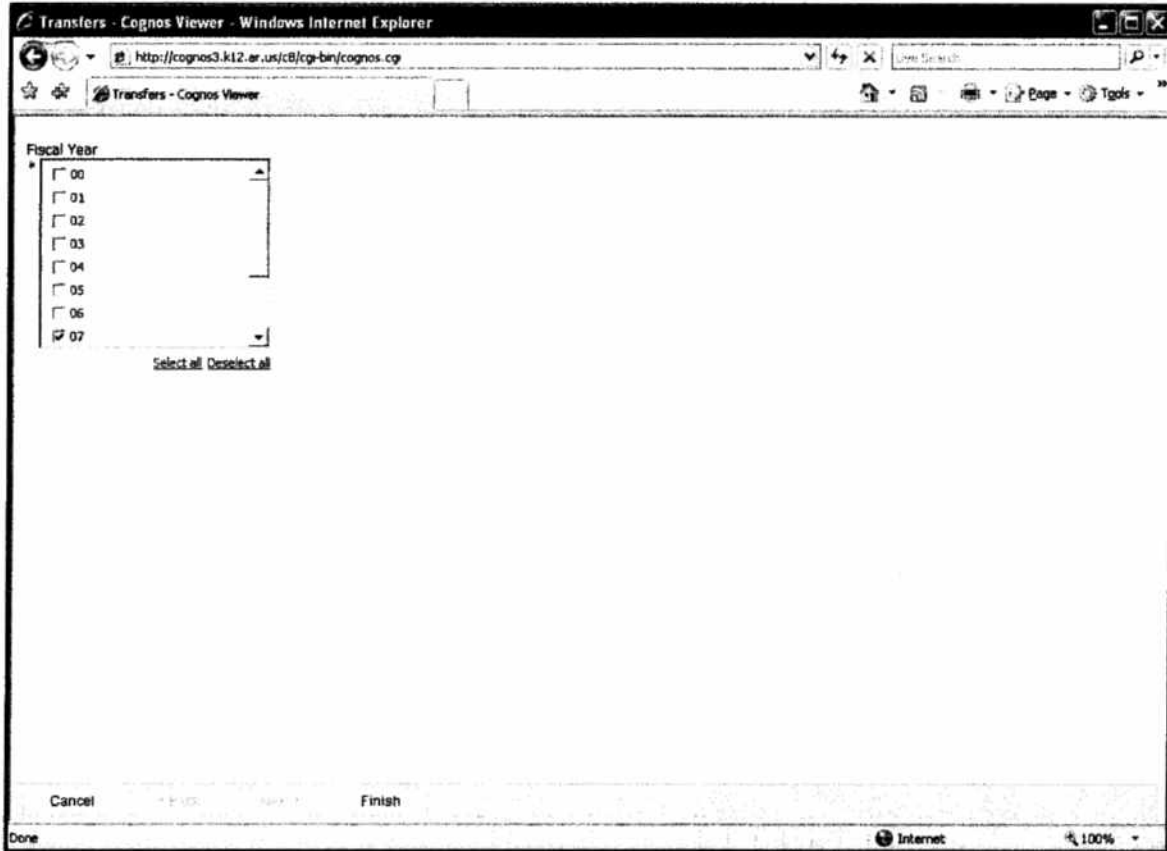 Transfers - Cognos Viewer - Windows Internet Explorer
http://cognos3.k12.ar.us/c8/cgi-bin/cognos.cgi
Live Search
Transfers - Cognos Viewer
Page
Tools
Fiscal Year
00
01
02
03
04
05
06
07
Select all Deselect all
Cancel
Finish
Done
Internet
100%